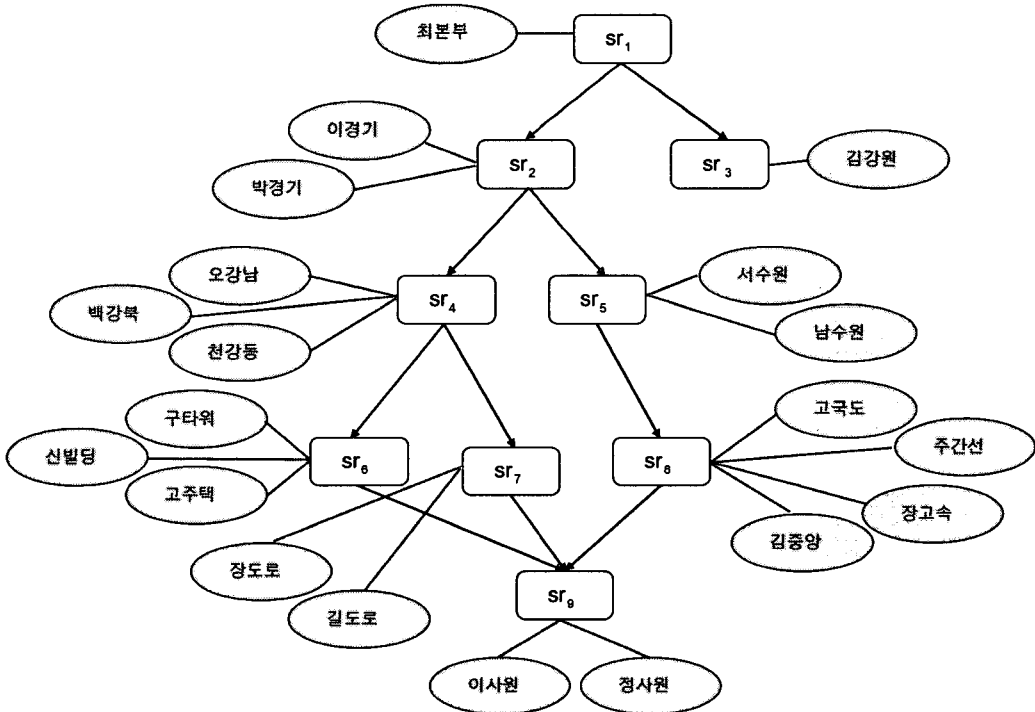 최본부
sr₁
이경기
sr₂
sr₃
김강원
박경기
오강남
sr₄
sr₅
서수원
백강북
남수원
천강동
구타워
고국도
신빌딩
sr₆
sr₇
sr₈
주간선
고주택
장고속
김중앙
장도로
sr₉
길도로
이사원
정사원